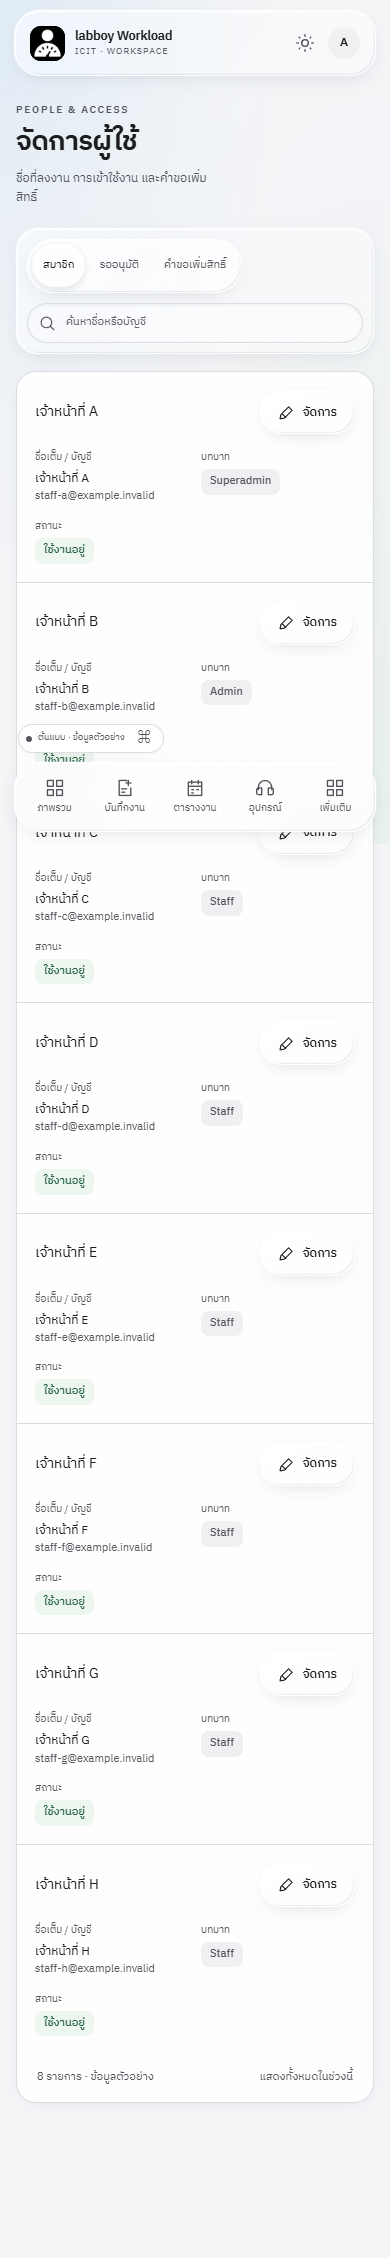 labboy Workload
ICIT · WORKSPACE
A
PEOPLE & ACCESS
จัดการผู้ใช้
ชื่อที่ลงงาน การเข้าใช้งาน และคำขอเพิ่ม
สิทธิ์
สมาชิก
รออนุมัติ
คำขอเพิ่มสิทธิ์
ค้นหาชื่อหรือบัญชี
เจ้าหน้าที่ A
จัดการ
ชื่อเต็ม / บัญชี
บทบาท
เจ้าหน้าที่ A
Superadmin
staff-a@example.invalid
สถานะ
ใช้งานอยู่
เจ้าหน้าที่ B
จัดการ
ชื่อเต็ม / บัญชี
บทบาท
เจ้าหน้าที่ B
Admin
staff-b@example.invalid
ต้นแบบ · ข้อมูลตัวอย่าง ⌘
ใช้งานอยู่
ภาพรวม
บันทึกงาน
ตารางงาน
อุปกรณ์
เพิ่มเติม
เจ้าหน้าที่ C
จัดการ
ชื่อเต็ม / บัญชี
บทบาท
เจ้าหน้าที่ C
Staff
staff-c@example.invalid
สถานะ
ใช้งานอยู่
เจ้าหน้าที่ D
จัดการ
ชื่อเต็ม / บัญชี
บทบาท
เจ้าหน้าที่ D
Staff
staff-d@example.invalid
สถานะ
ใช้งานอยู่
เจ้าหน้าที่ E
จัดการ
ชื่อเต็ม / บัญชี
บทบาท
เจ้าหน้าที่ E
Staff
staff-e@example.invalid
สถานะ
ใช้งานอยู่
เจ้าหน้าที่ F
จัดการ
ชื่อเต็ม / บัญชี
บทบาท
เจ้าหน้าที่ F
Staff
staff-f@example.invalid
สถานะ
ใช้งานอยู่
เจ้าหน้าที่ G
จัดการ
ชื่อเต็ม / บัญชี
บทบาท
เจ้าหน้าที่ G
Staff
staff-g@example.invalid
สถานะ
ใช้งานอยู่
เจ้าหน้าที่ H
จัดการ
ชื่อเต็ม / บัญชี
บทบาท
เจ้าหน้าที่ H
Staff
staff-h@example.invalid
สถานะ
ใช้งานอยู่
8 รายการ · ข้อมูลตัวอย่าง
แสดงทั้งหมดในช่วงนี้